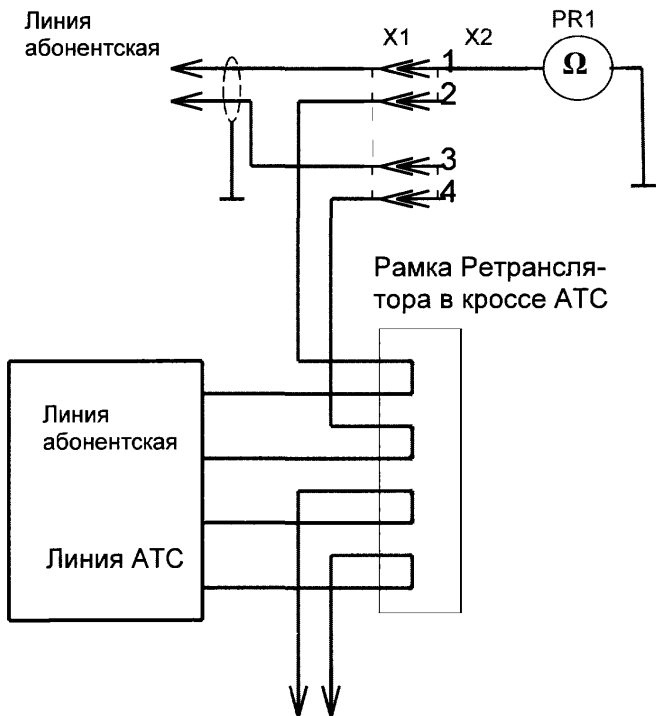 Линия
абонентская
X1
X2
PR1
Ω
1
2
3
4
Рамка Ретрансля-
тора в кроссе АТС
Линия
абонентская
Линия АТС